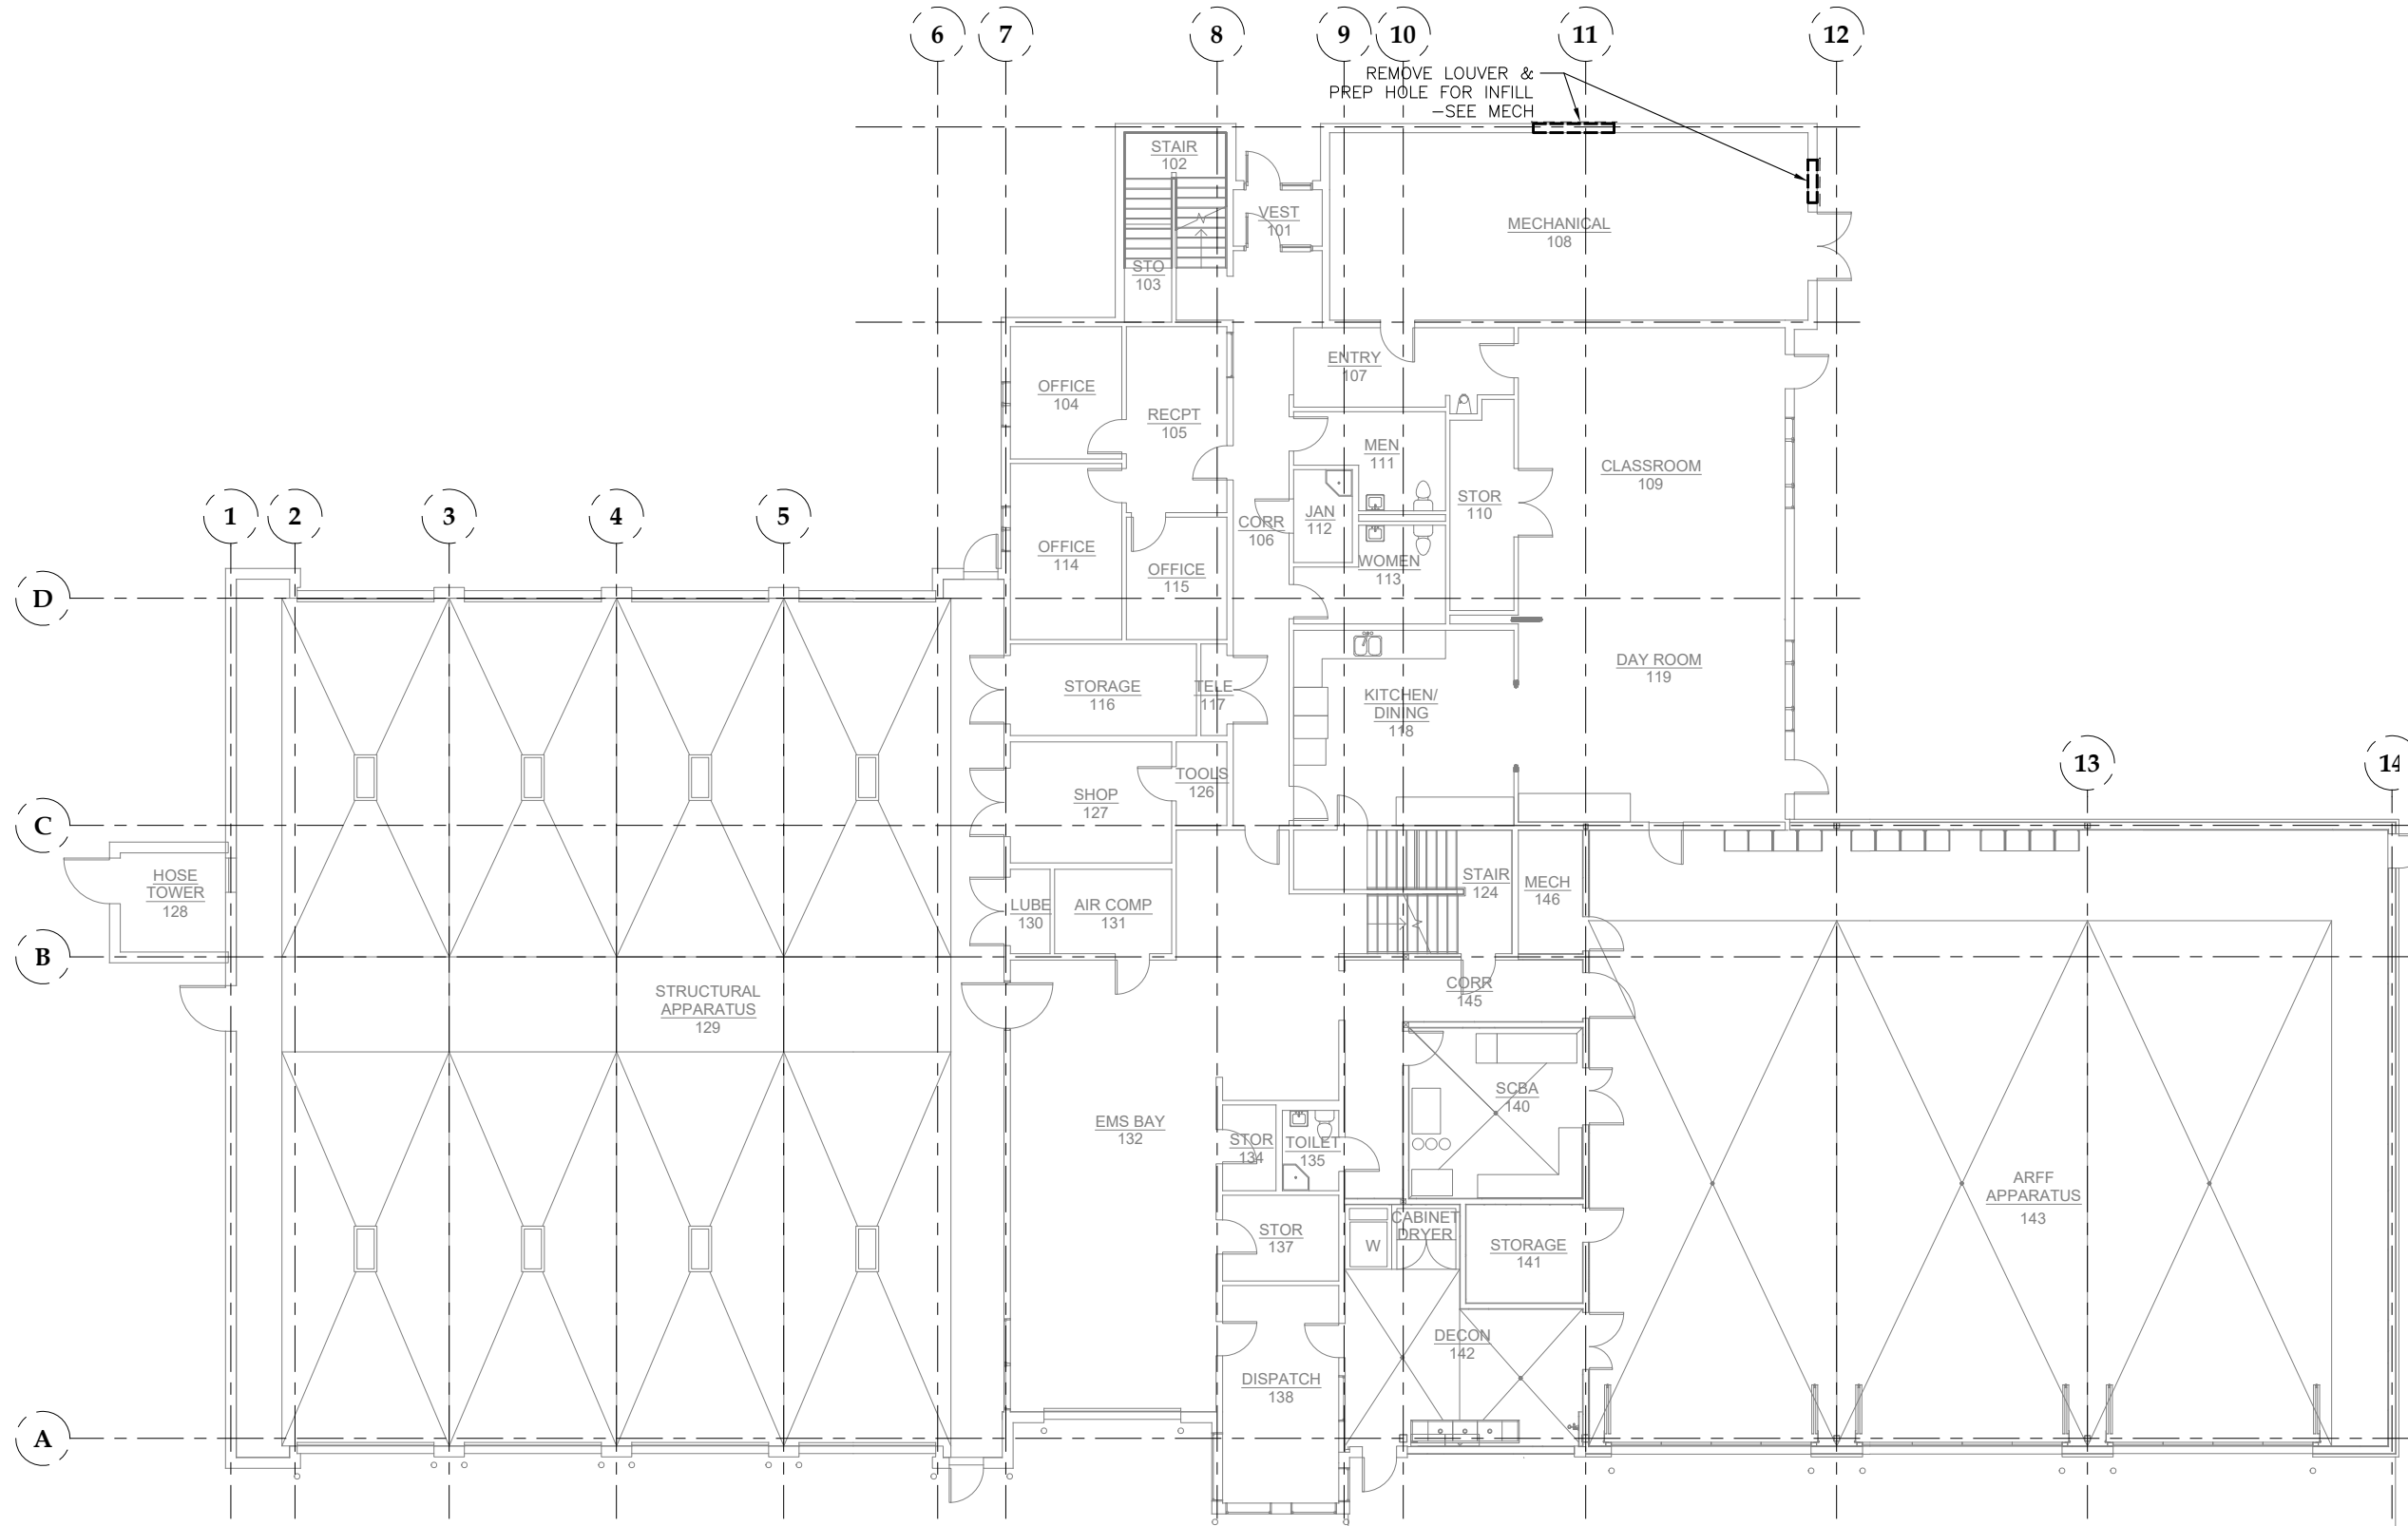 6
7
8
9
10
11
12
REMOVE LOUVER &
PREP HOLE FOR INFILL
-SEE MECH
STAIR
102
VEST
101
MECHANICAL
108
STO
103
ENTRY
107
OFFICE
104
RECPT
105
MEN
111
CLASSROOM
109
STOR
110
JAN
112
CORR
106
1
2
3
4
5
OFFICE
114
OFFICE
115
WOMEN
113
D
DAY ROOM
119
STORAGE
116
TELE
117
KITCHEN/
DINING
118
13
14
SHOP
127
TOOLS
126
C
HOSE
TOWER
128
STAIR
124
MECH
146
LUBE
130
AIR COMP
131
B
STRUCTURAL
APPARATUS
129
CORR
145
SCBA
140
EMS BAY
132
STOR
134
TOILET
135
ARFF
APPARATUS
143
STOR
137
W
CABINET
DRYER
STORAGE
141
DECON
142
DISPATCH
138
A